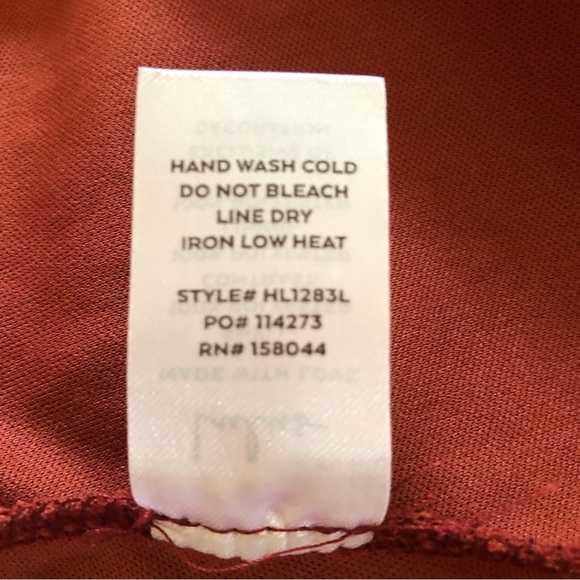 HAND WASH COLD
DO NOT BLEACH
LINE DRY
IRON LOW HEAT
STYLE# HL1283L
PO# 114273
RN# 158044